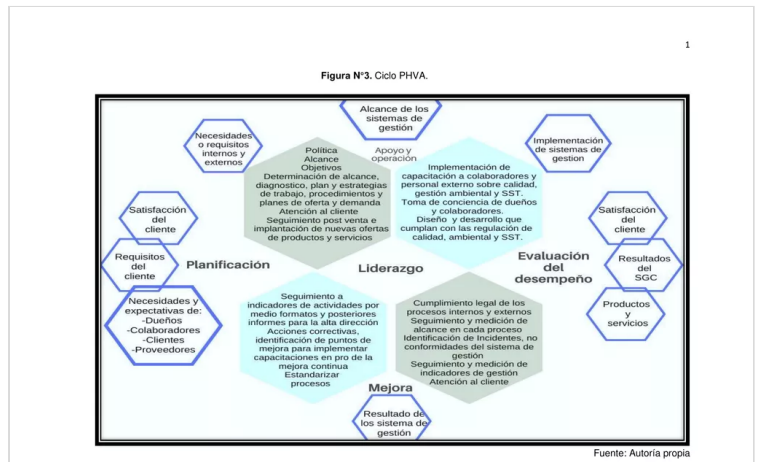 1
Figura N°3. Ciclo PHVA.
Alcance de los
sistemas de
gestión
Necesidades
o requisitos
internos y
externos
Implementación
de sistemas de
gestion
Apoyo y
operación
Política
Alcance
Objetivos
Determinación de alcance,
diagnostico, plan y estrategias
de trabajo, procedimientos y
planes de oferta y demanda
Atención al cliente
Seguimiento post venta e
implantación de nuevas ofertas
de productos y servicios
Implementación de
capacitación a colaboradores y
personal externo sobre calidad,
gestión ambiental y SST.
Toma de conciencia de dueños
y colaboradores.
Diseño y desarrollo que
cumplan con las regulación de
calidad, ambiental y SST.
Satisfacción
del
cliente
Requisitos
del
cliente
Necesidades y
expectativas de:
-Dueños
-Colaboradores
-Clientes
-Proveedores
Planificación
Liderazgo
Evaluación
del
desempeño
Satisfacción
del
cliente
Resultados
del
SGC
Productos
y
servicios
Seguimiento a
indicadores de actividades por
medio formatos y posteriores
informes para la alta dirección
Acciones correctivas,
identificación de puntos de
mejora para implementar
capacitaciones en pro de la
mejora continua
Estandarizar
procesos
Cumplimiento legal de los
procesos internos y externos
Seguimiento y medición de
alcance en cada proceso
Identificación de Incidentes, no
conformidades del sistema de
gestión
Seguimiento y medición de
indicadores de gestión
Atención al cliente
Mejora
Resultado de
los sistema de
gestión
Fuente: Autoría propia